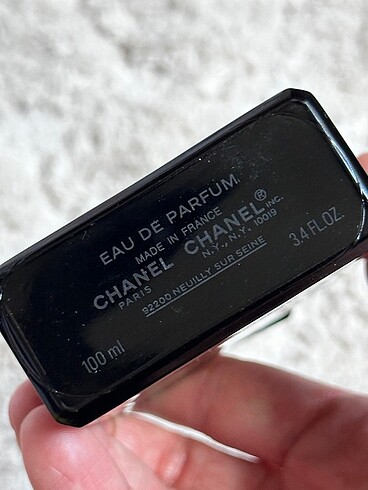 EAU DE PARFUM
MADE IN FRANCE
CHANEL CHANEL® INC.
PARIS N.Y., N.Y. 10019
92200 NEUILLY SUR SEINE
100 ml 3.4 FL.OZ.